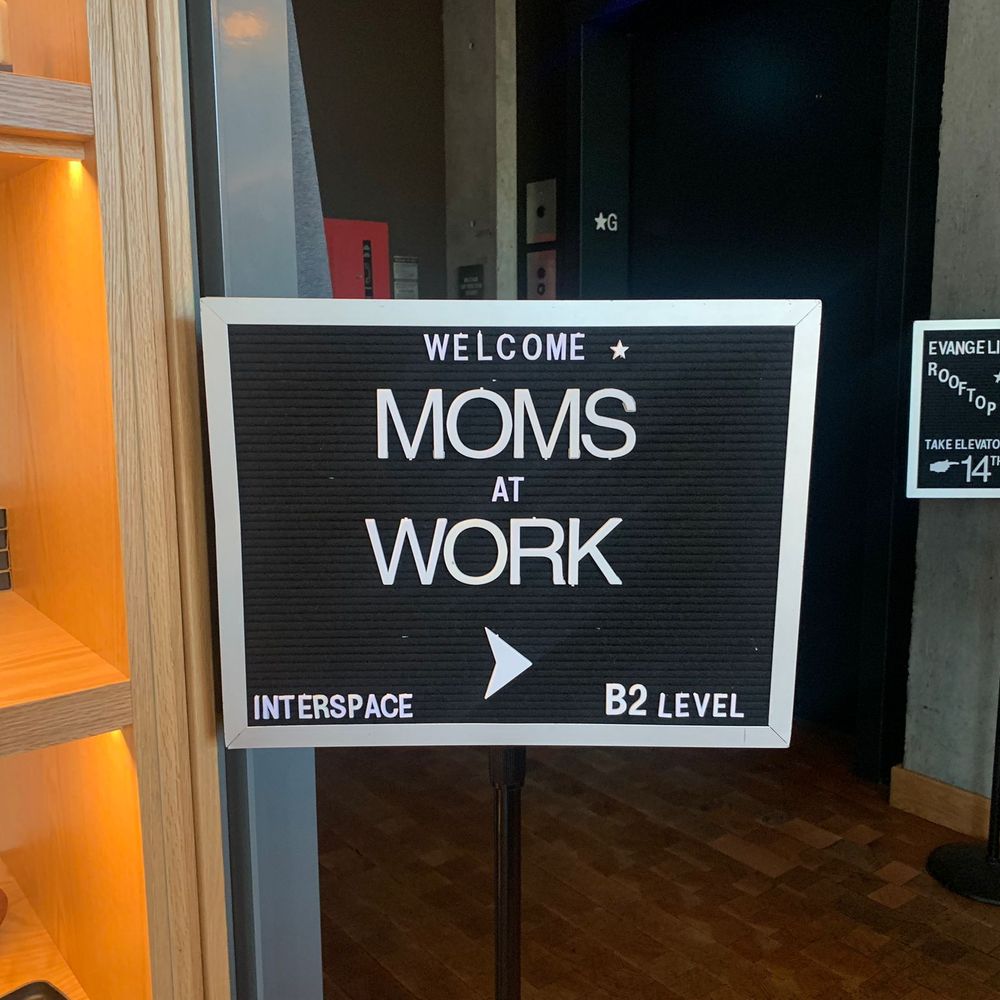 ★G
WELCOME ★
MOMS
AT
WORK
INTERSPACE
B2 LEVEL
ROOFTOP
14TH